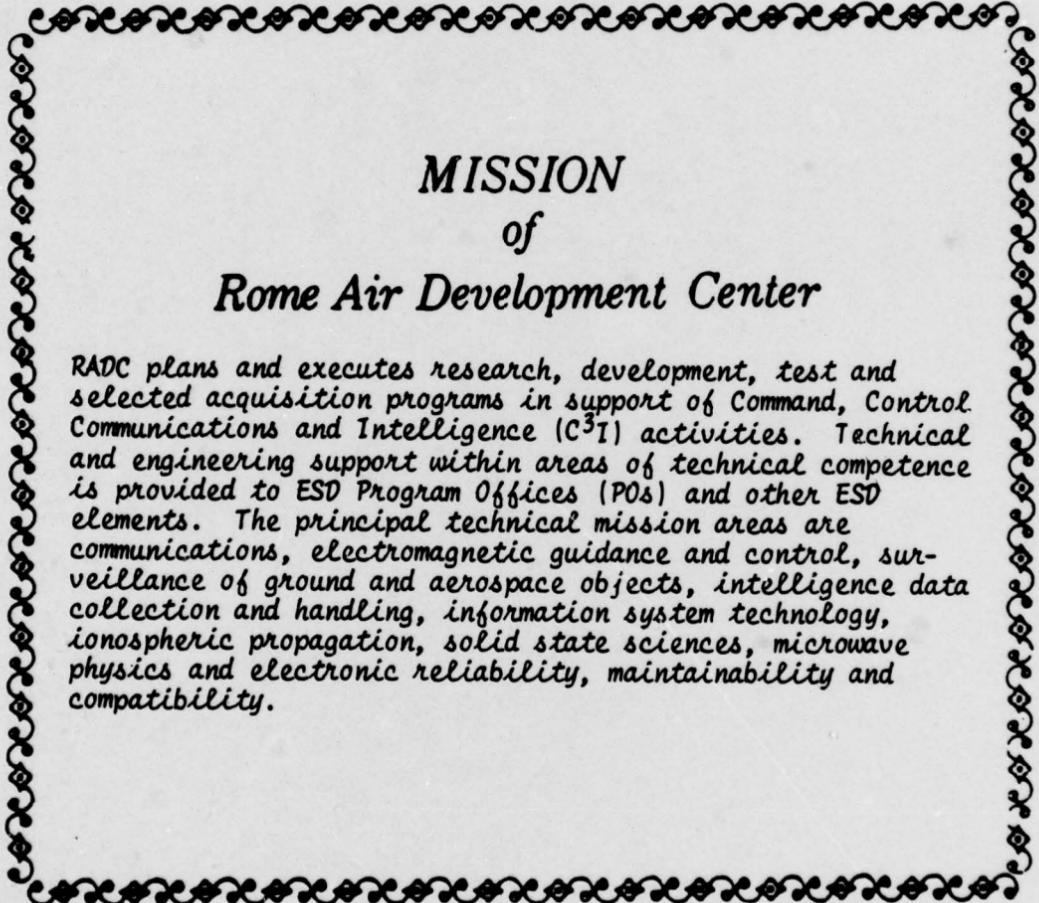 MISSION
of
Rome Air Development Center
RADC plans and executes research, development, test and
selected acquisition programs in support of Command, Control
Communications and Intelligence (C³I) activities. Technical
and engineering support within areas of technical competence
is provided to ESD Program Offices (POs) and other ESD
elements. The principal technical mission areas are
communications, electromagnetic guidance and control, sur-
veillance of ground and aerospace objects, intelligence data
collection and handling, information system technology,
ionospheric propagation, solid state sciences, microwave
physics and electronic reliability, maintainability and
compatibility.